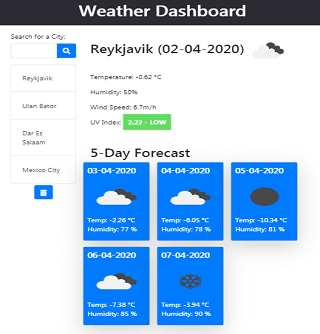 Weather Dashboard
Search for a City:
Reykjavik
Ulan Bator
Dar Es
Salaam
Mexico City
Reykjavik (02-04-2020)
Temperature: -0.62 °C
Humidity: 50%
Wind Speed: 6.7m/h
UV Index: 2.22 - LOW
5-Day Forecast
03-04-2020
Temp: -2.26 °C
Humidity: 77 %
04-04-2020
Temp: -6.05 °C
Humidity: 78 %
05-04-2020
Temp: -10.34 °C
Humidity: 81 %
06-04-2020
Temp: -7.38 °C
Humidity: 85 %
07-04-2020
Temp: -3.94 °C
Humidity: 90 %